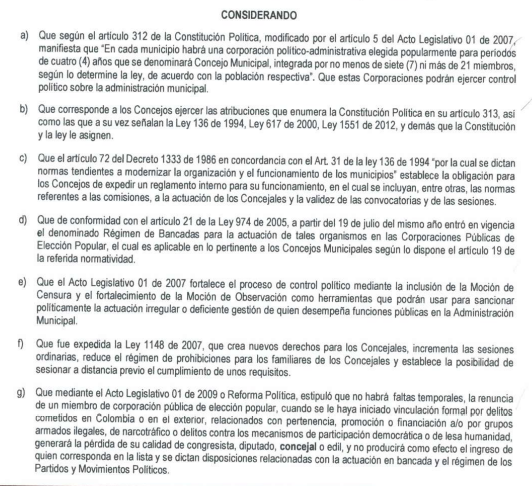 CONSIDERANDO
a) Que según el artículo 312 de la Constitución Política, modificado por el artículo 5 del Acto Legislativo 01 de 2007,
manifiesta que "En cada municipio habrá una corporación político-administrativa elegida popularmente para periodos
de cuatro (4) años que se denominará Concejo Municipal, integrada por no menos de siete (7) ni más de 21 miembros,
según lo determine la ley, de acuerdo con la población respectiva". Que estas Corporaciones podrán ejercer control
político sobre la administración municipal.
b) Que corresponde a los Concejos ejercer las atribuciones que enumera la Constitución Política en su artículo 313, así
como las que a su vez señalan la Ley 136 de 1994, Ley 617 de 2000, Ley 1551 de 2012, y demás que la Constitución
y la ley le asignen.
c) Que el artículo 72 del Decreto 1333 de 1986 en concordancia con el Art. 31 de la ley 136 de 1994 "por la cual se dictan
normas tendientes a modernizar la organización y el funcionamiento de los municipios" establece la obligación para
los Concejos de expedir un reglamento interno para su funcionamiento, en el cual se incluyan, entre otras, las normas
referentes a las comisiones, a la actuación de los Concejales y la validez de las convocatorias y de las sesiones.
d) Que de conformidad con el artículo 21 de la Ley 974 de 2005, a partir del 19 de julio del mismo año entró en vigencia
el denominado Régimen de Bancadas para la actuación de tales organismos en las Corporaciones Públicas de
Elección Popular, el cual es aplicable en lo pertinente a los Concejos Municipales según lo dispone el artículo 19 de
la referida normatividad.
e) Que el Acto Legislativo 01 de 2007 fortalece el proceso de control político mediante la inclusión de la Moción de
Censura y el fortalecimiento de la Moción de Observación como herramientas que podrán usar para sancionar
políticamente la actuación irregular o deficiente gestión de quien desempeña funciones públicas en la Administración
Municipal.
f) Que fue expedida la Ley 1148 de 2007, que crea nuevos derechos para los Concejales, incrementa las sesiones
ordinarias, reduce el régimen de prohibiciones para los familiares de los Concejales y establece la posibilidad de
sesionar a distancia previo el cumplimiento de unos requisitos.
g) Que mediante el Acto Legislativo 01 de 2009 o Reforma Política, estipuló que no habrá faltas temporales, la renuncia
de un miembro de corporación pública de elección popular, cuando se le haya iniciado vinculación formal por delitos
cometidos en Colombia o en el exterior, relacionados con pertenencia, promoción o financiación a/o por grupos
armados ilegales, de narcotráfico o delitos contra los mecanismos de participación democrática o de lesa humanidad,
generará la pérdida de su calidad de congresista, diputado, concejal o edil, y no producirá como efecto el ingreso de
quien corresponda en la lista y se dictan disposiciones relacionadas con la actuación en bancada y el régimen de los
Partidos y Movimientos Políticos.